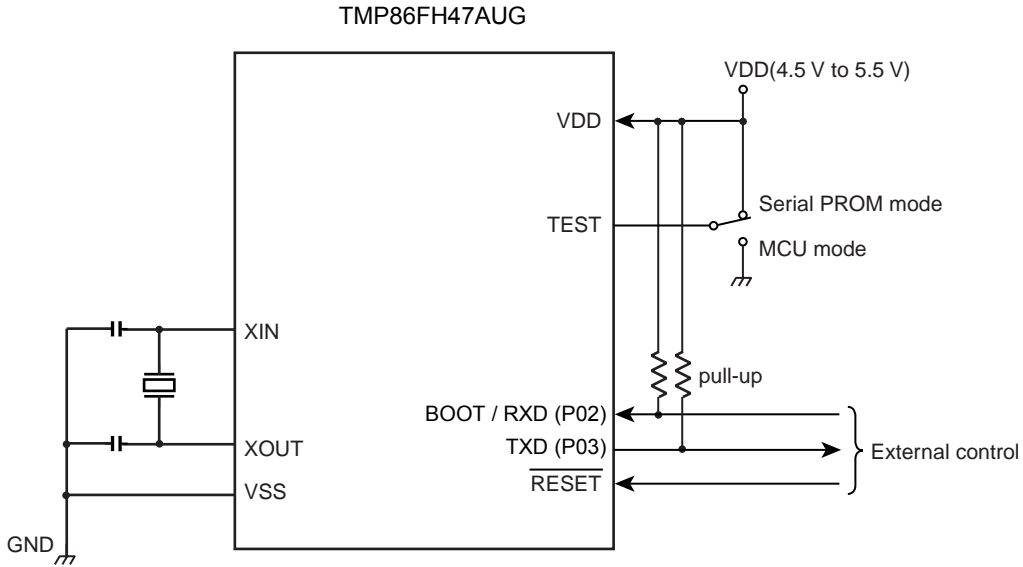 TMP86FH47AUG
VDD(4.5 V to 5.5 V)
VDD
Serial PROM mode
TEST
MCU mode
XIN
pull-up
BOOT / RXD (P02)
XOUT
TXD (P03)
External control
RESET
VSS
GND